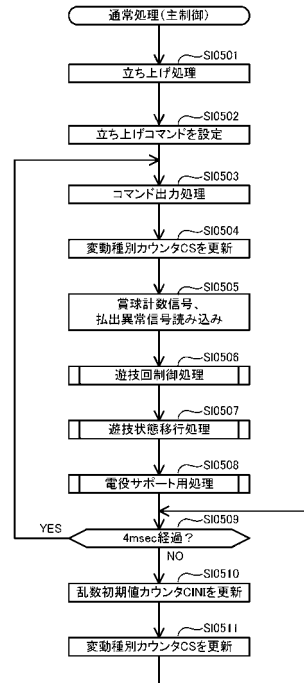 通常処理(主制御)
SI0501
立ち上げ処理
SI0502
立ち上げコマンドを設定
SI0503
コマンド出力処理
SI0504
変動種別カウンタCSを更新
SI0505
賞球計数信号、
払出異常信号読み込み
SI0506
遊技回制御処理
SI0507
遊技状態移行処理
SI0508
電役サポート用処理
SI0509
YES
4msec経過？
NO
SI0510
乱数初期値カウンタCINIを更新
SI0511
変動種別カウンタCSを更新